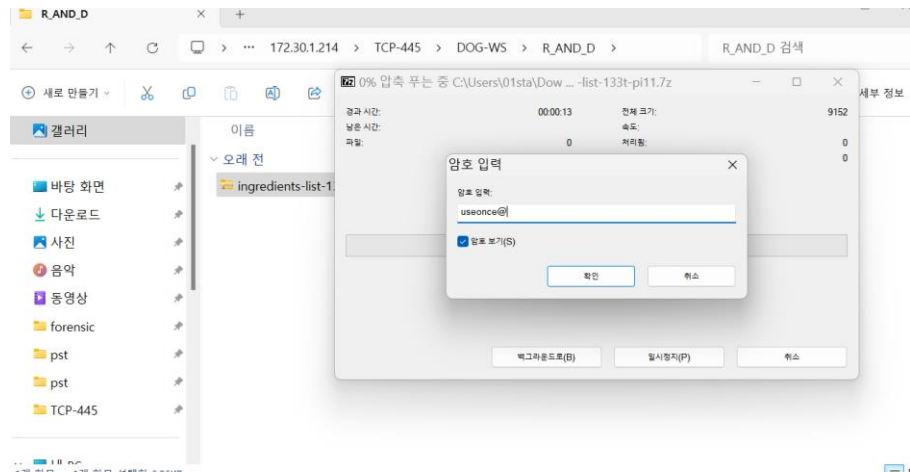 R_AND_D × +
← → ↑ > ··· 172.30.1.214 > TCP-445 > DOG-WS > R_AND_D > R_AND_D 검색
새로 만들기 세부 정보
갤러리
바탕 화면
다운로드
사진
음악
동영상
forensic
pst
pst
TCP-445
이름
오래 전
ingredients-list-1
0% 압축 푸는 중 C:\Users\01sta\Dow ... -list-133t-pi11.7z
경과 시간: 00:00:13 전체 크기: 9152
남은 시간: 속도:
파일: 0 처리됨: 0
0
암호 입력
암호 입력:
useonce@
암호 보기(S)
확인 취소
백그라운드로(B) 일시정지(P) 취소